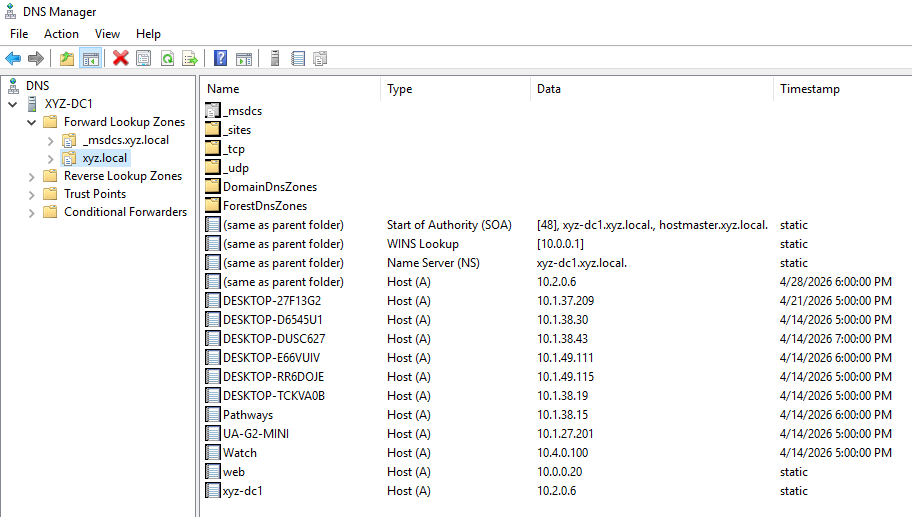 DNS Manager
File Action View Help
DNS
XYZ-DC1
Forward Lookup Zones
_msdcs.xyz.local
xyz.local
Reverse Lookup Zones
Trust Points
Conditional Forwarders
Name Type Data Timestamp
_msdcs
_sites
_tcp
_udp
DomainDnsZones
ForestDnsZones
(same as parent folder) Start of Authority (SOA) [48], xyz-dc1.xyz.local., hostmaster.xyz.local. static
(same as parent folder) WINS Lookup [10.0.0.1] static
(same as parent folder) Name Server (NS) xyz-dc1.xyz.local. static
(same as parent folder) Host (A) 10.2.0.6 4/28/2026 6:00:00 PM
DESKTOP-27F13G2 Host (A) 10.1.37.209 4/21/2026 5:00:00 PM
DESKTOP-D6545U1 Host (A) 10.1.38.30 4/14/2026 5:00:00 PM
DESKTOP-DUSC627 Host (A) 10.1.38.43 4/14/2026 7:00:00 PM
DESKTOP-E66VUIV Host (A) 10.1.49.111 4/14/2026 6:00:00 PM
DESKTOP-RR6DOJE Host (A) 10.1.49.115 4/14/2026 5:00:00 PM
DESKTOP-TCKVA0B Host (A) 10.1.38.19 4/14/2026 5:00:00 PM
Pathways Host (A) 10.1.38.15 4/14/2026 6:00:00 PM
UA-G2-MINI Host (A) 10.1.27.201 4/14/2026 5:00:00 PM
Watch Host (A) 10.4.0.100 4/14/2026 5:00:00 PM
web Host (A) 10.0.0.20 static
xyz-dc1 Host (A) 10.2.0.6 static